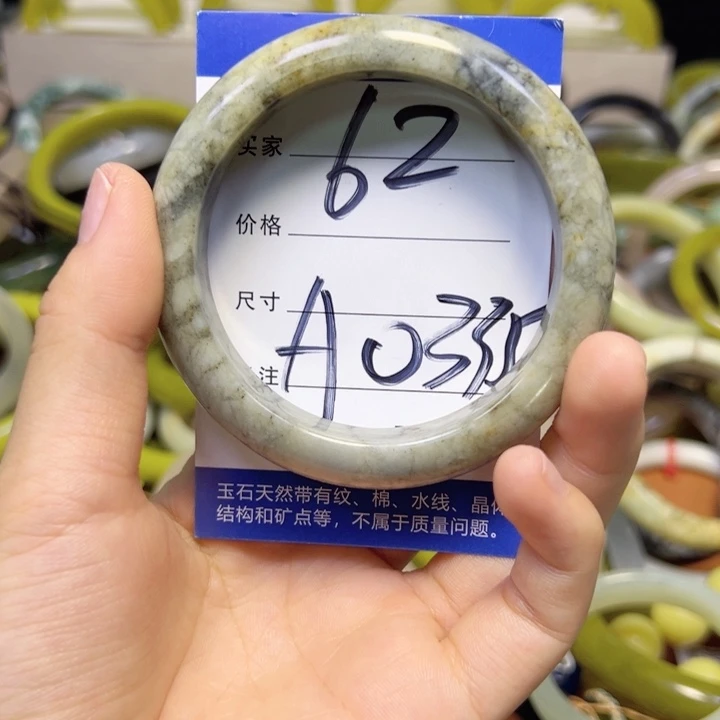 买家 62
价格
尺寸
注 A0335
玉石天然带有纹、棉、水线、晶体
结构和矿点等，不属于质量问题。